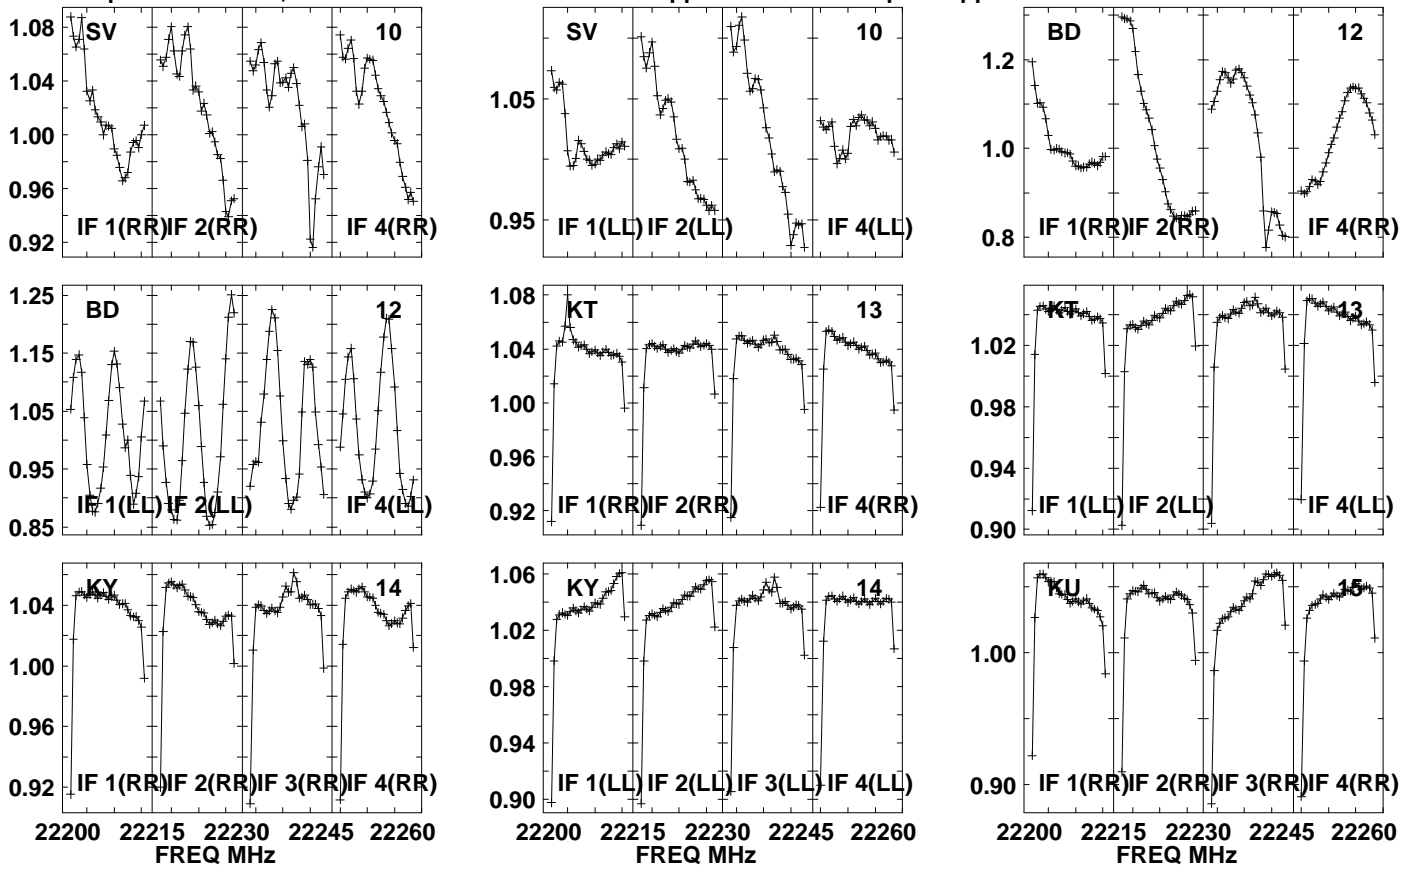 SV 10
1.08
1.04
1.00
0.96
0.92
IF 1(RR) IF 2(RR) IF 4(RR)
SV 10
1.05
0.95
IF 1(LL) IF 2(LL) IF 4(LL)
BD 12
1.2
1.0
0.8
IF 1(RR) IF 2(RR) IF 4(RR)
BD 12
1.25
1.15
1.05
0.95
0.85
IF 1(LL) IF 2(LL) IF 4(LL)
KT 13
1.08
1.04
1.00
0.96
0.92
IF 1(RR) IF 2(RR) IF 4(RR)
KT 13
1.02
0.98
0.94
0.90
IF 1(LL) IF 2(LL) IF 4(LL)
KY 14
1.04
1.00
0.96
0.92
IF 1(RR) IF 2(RR) IF 3(RR) IF 4(RR)
22200 22215 22230 22245 22260
FREQ MHz
KY 14
1.06
1.02
0.98
0.94
0.90
IF 1(LL) IF 2(LL) IF 3(LL) IF 4(LL)
22200 22215 22230 22245 22260
FREQ MHz
KU 15
1.00
0.90
IF 1(RR) IF 2(RR) IF 3(RR) IF 4(RR)
22200 22215 22230 22245 22260
FREQ MHz